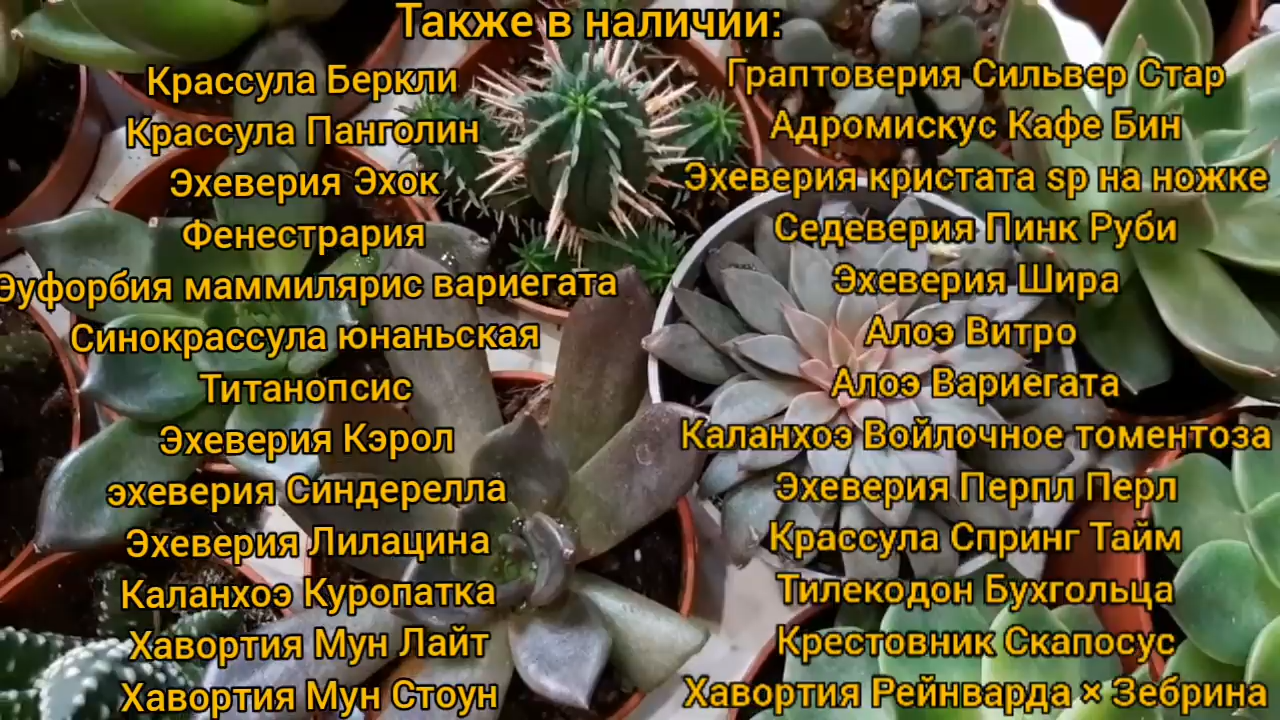 Также в наличии:
Крассула Беркли
Крассула Панголин
Эхеверия Эхок
Фенестрария
Эуфорбия маммилярис вариегата
Синокрассула юнаньская
Титанопсис
Эхеверия Кэрол
эхеверия Синдерелла
Эхеверия Лилацина
Каланхоэ Куропатка
Хавортия Мун Лайт
Хавортия Мун Стоун
Граптоверия Сильвер Стар
Адромискус Кафе Бин
Эхеверия кристата sp на ножке
Седеверия Пинк Руби
Эхеверия Шира
Алоэ Витро
Алоэ Вариегата
Каланхоэ Войлочное томентоза
Эхеверия Перпл Перл
Крассула Спринг Тайм
Тилекодон Бухгольца
Крестовник Скапосус
Хавортия Рейнварда × Зебрина